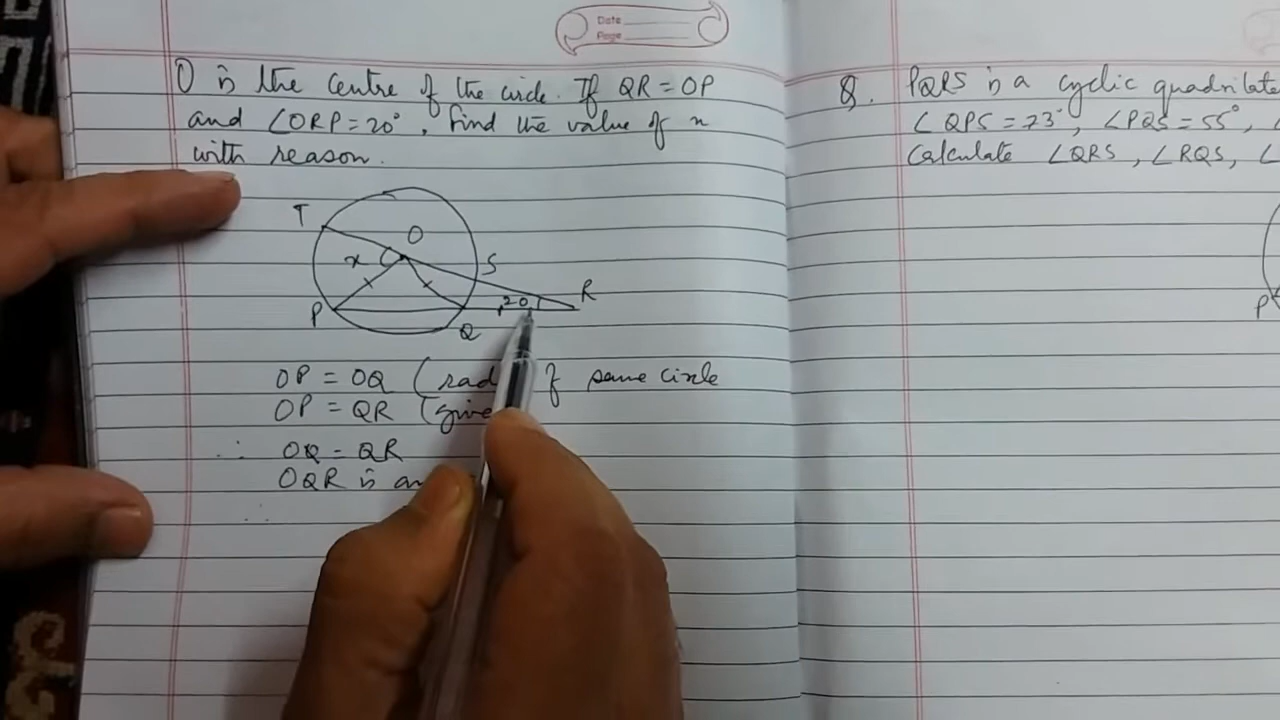 Date
Page
O is the centre of the circle. If QR = OP
and ∠ORP = 20°, find the value of x
with reason.
T
O
x
S
R
20
P
Q
OP = OQ (rad of same circle
OP = QR (give
∴ OQ = QR
OQR is an
∴
Q. PQRS is a cyclic quadrilate
∠QPS = 73°, ∠PQS = 55°, ∠
Calculate ∠QRS, ∠RQS, ∠
P